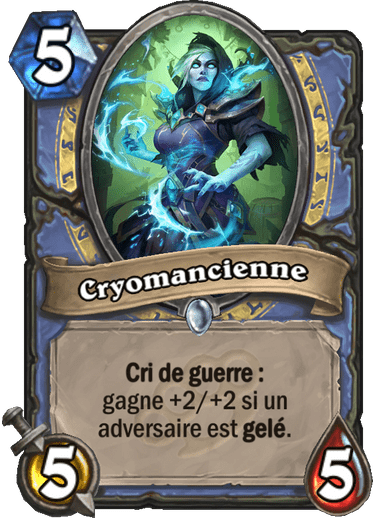 5
Cryomancienne
Cri de guerre :
gagne +2/+2 si un
adversaire est gelé.
5
5